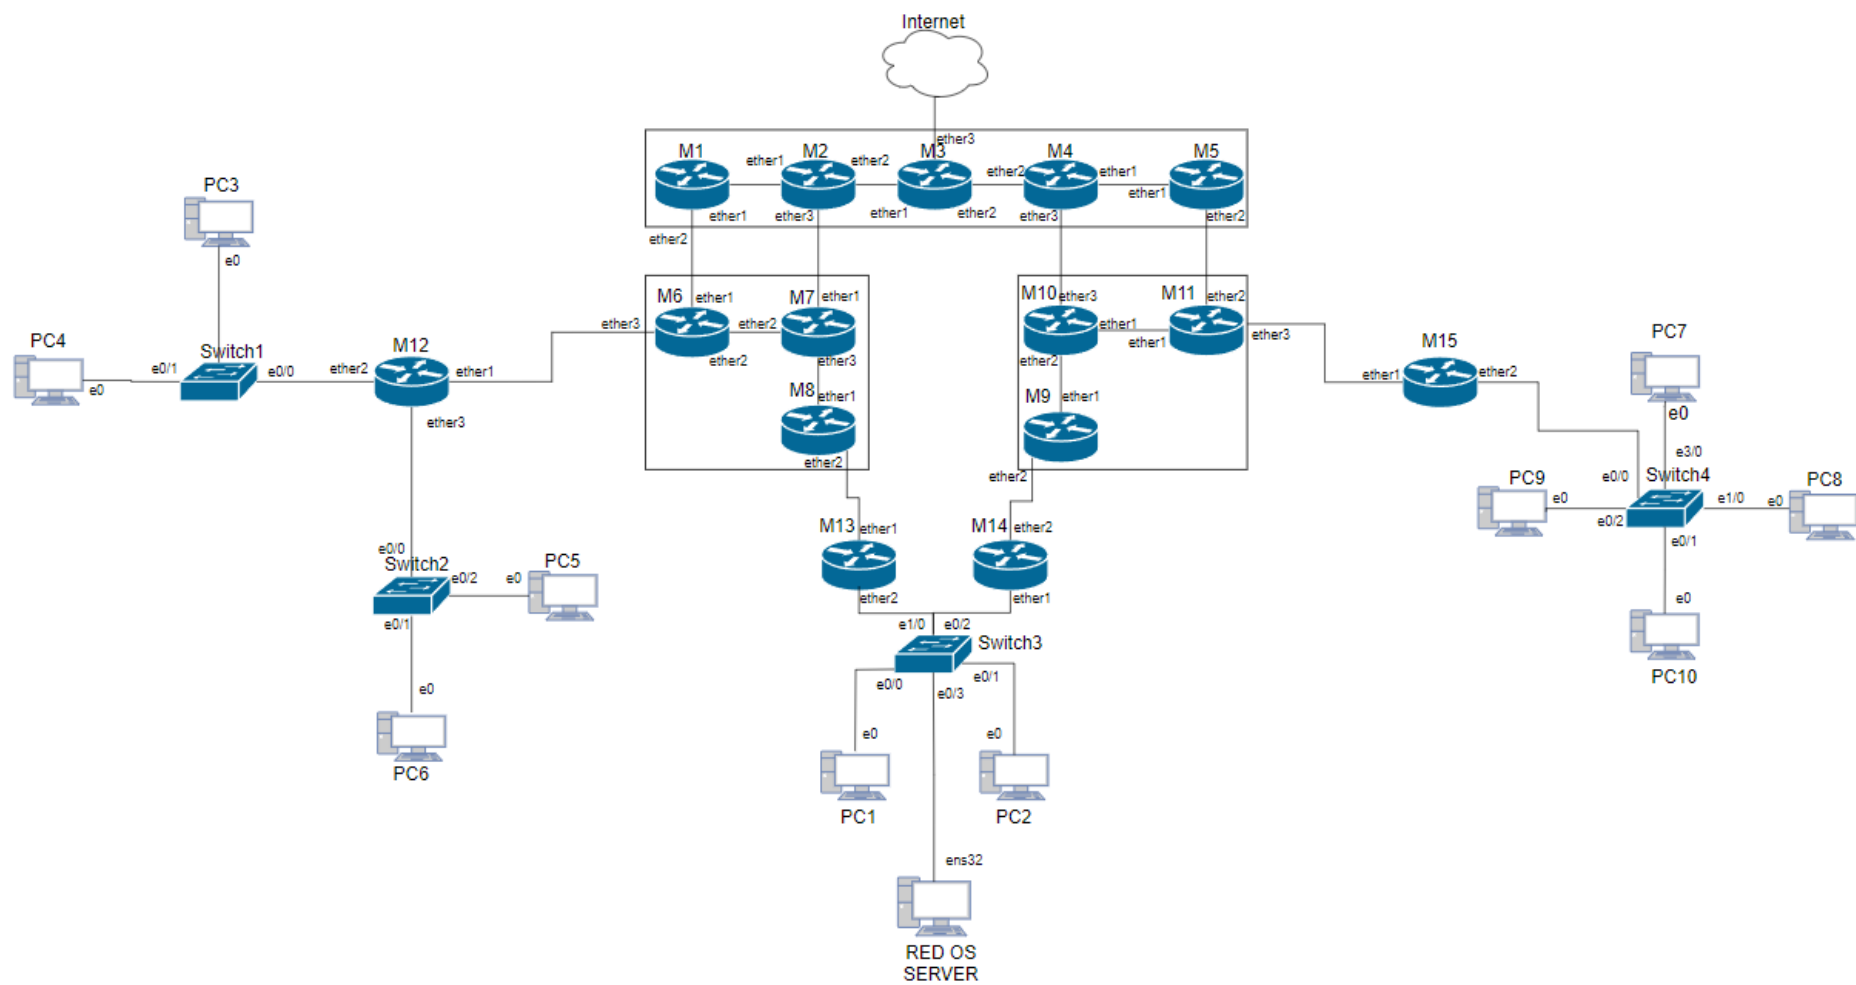 Internet
ether3
M1
M2
M3
M4
M5
ether1
ether2
ether2
ether1
ether1
ether1
ether3
ether1
ether2
ether3
ether2
ether2
PC3
e0
M6
ether1
M7
ether1
M10
ether3
M11
ether2
ether3
ether2
ether1
ether3
ether2
ether3
ether2
ether1
PC4
Switch1
M12
M15
PC7
e0/1
e0/0
ether2
ether1
ether1
ether2
e0
M8
ether1
M9
ether1
e0
ether3
ether2
ether2
e3/0
e0/0
Switch4
PC9
PC8
e0
e1/0
e0
e0/2
e0/1
M13
ether1
M14
ether2
e0/0
Switch2
e0/2
e0
PC5
ether2
ether1
e0
e0/1
e1/0
e0/2
Switch3
PC10
e0
e0/0
e0/3
e0/1
e0
e0
PC6
PC1
PC2
ens32
RED OS
SERVER